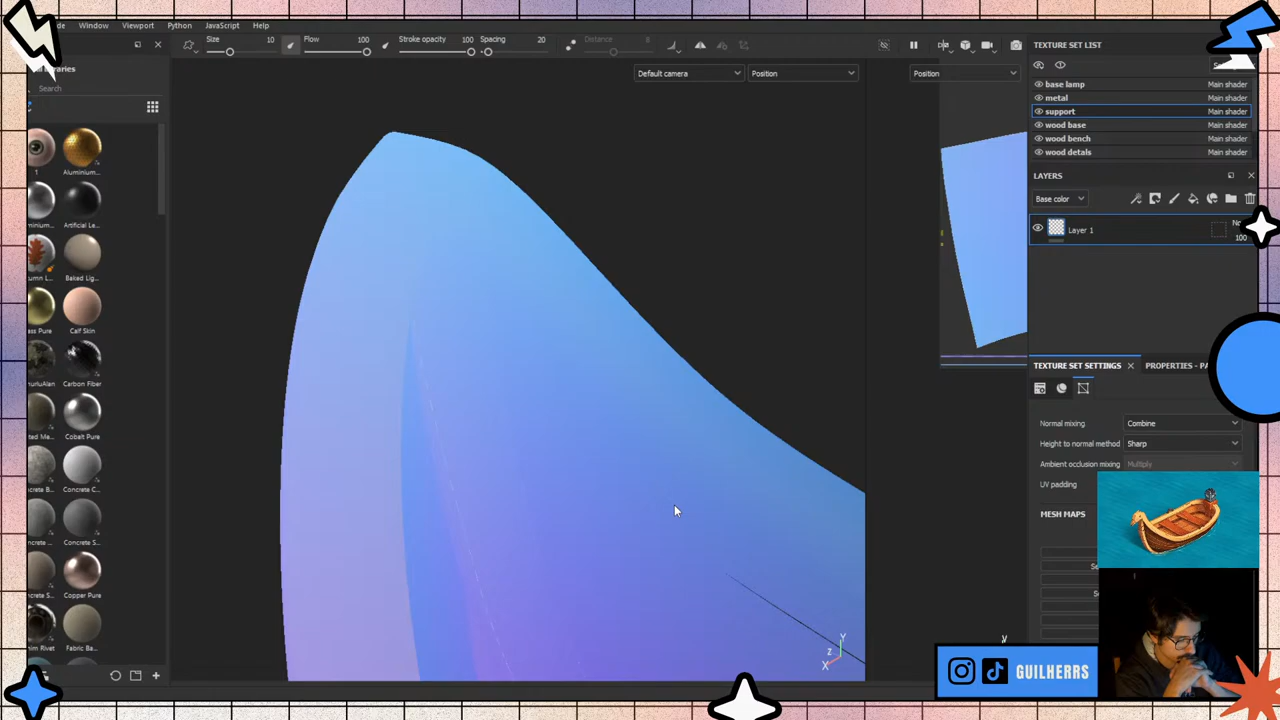 Window Viewport Python JavaScript Help
Size 10 Flow 100 Stroke opacity 100 Spacing 20 Distance 8
Search
Default camera Position Position
1 Aluminium...
Artificial Le...
Baked Lig...
Calf Skin
Carbon Fiber
Cobalt Pure
Concrete B... Concrete C...
Concrete S...
Copper Pure
Fabric Ba...
Y
Z
X
y
TEXTURE SET LIST
base lamp Main shader
metal Main shader
support Main shader
wood base Main shader
wood bench Main shader
wood detals Main shader
LAYERS
Base color
Layer 1
100
TEXTURE SET SETTINGS PROPERTIES - PA
Normal mixing Combine
Height to normal method Sharp
Ambient occlusion mixing Multiply
UV padding
MESH MAPS
GUILHERRS